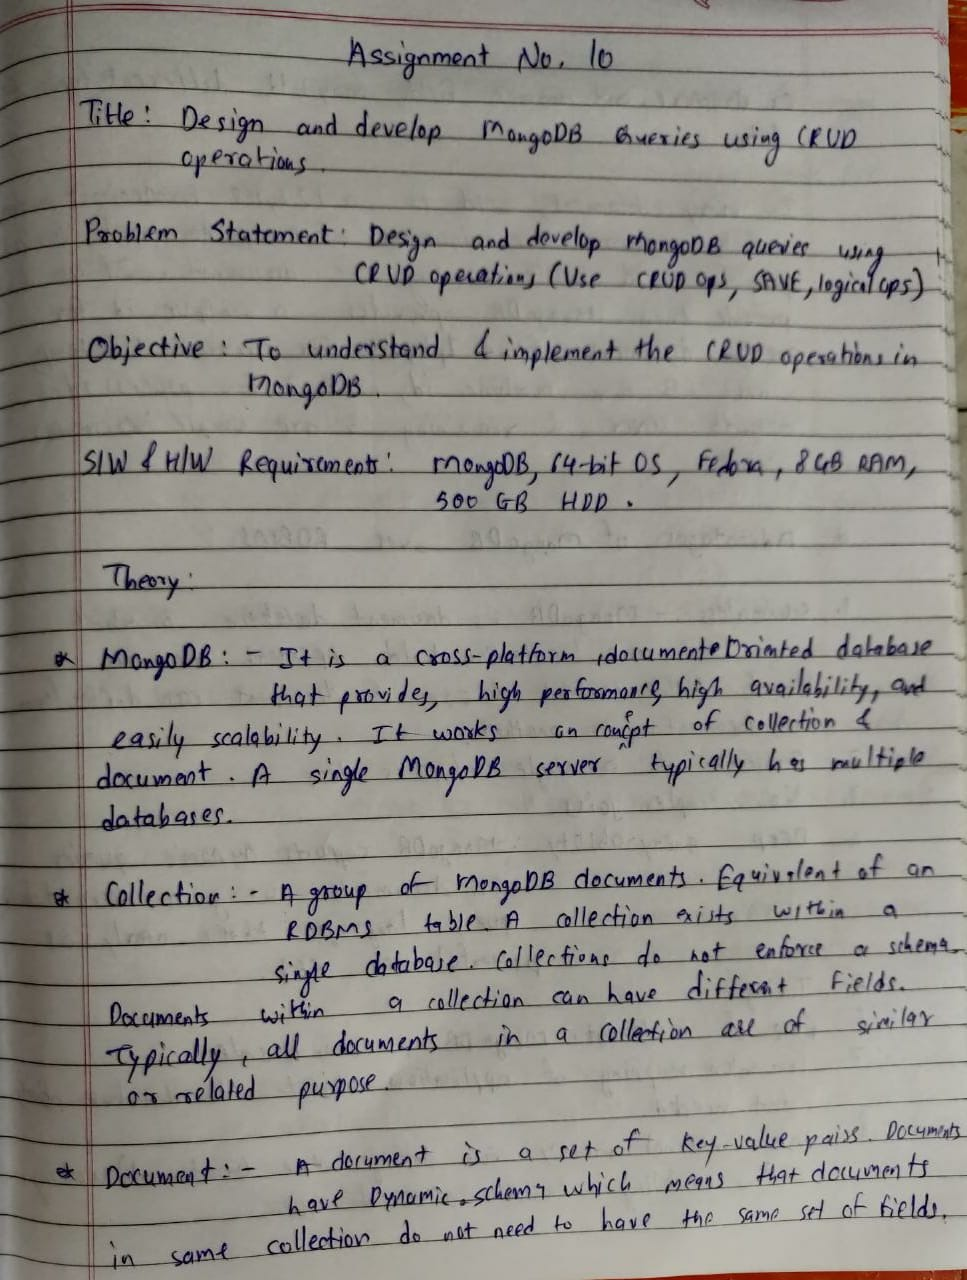 Assignment No. 10
Title: Design and develop MongoDB Queries using CRUD
operations.
Problem Statement: Design and develop MongoDB queries using
CRUD operations (Use CRUD ops, SAVE, logical ops)
Objective: To understand & implement the CRUD operations in
MongoDB.
S/W & H/W Requirements: MongoDB, 64-bit OS, Fedora, 8GB RAM,
500 GB HDD.
Theory:
* MongoDB: - It is a cross-platform, documente Oriented database
that provides, high performance, high availability, and
easily scalability. It works on concept of collection &
document. A single MongoDB server typically has multiple
databases.
* Collection: - A group of MongoDB documents. Equivalent of an
RDBMS table. A collection exists within a
single database. Collections do not enforce a schema.
Documents within a collection can have different fields.
Typically, all documents in a collection are of similar
or related purpose.
* Document: - A document is a set of key-value pairs. Documents
have Dynamic schema which means that documents
in same collection do not need to have the same set of fields,